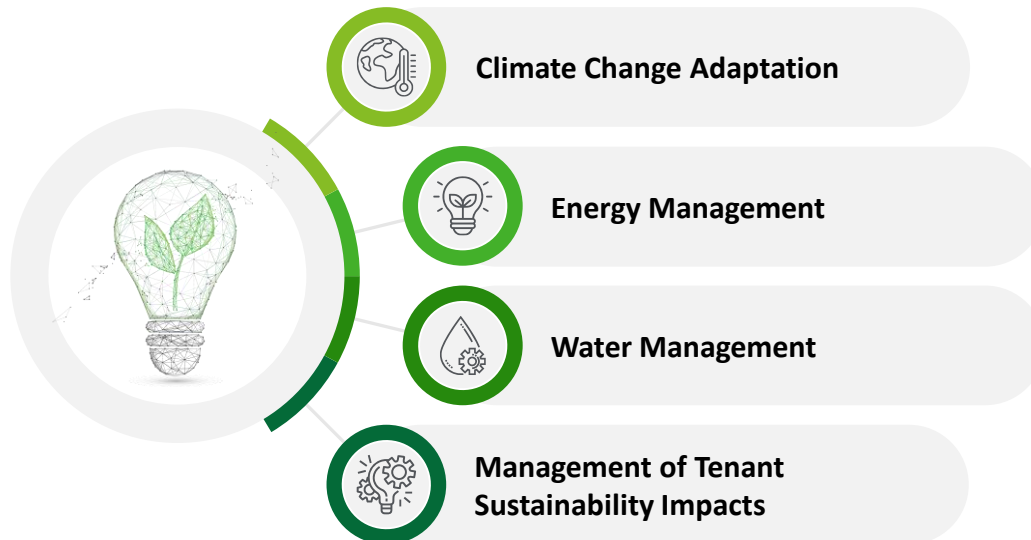 Climate Change Adaptation
Energy Management
Water Management
Management of Tenant
Sustainability Impacts